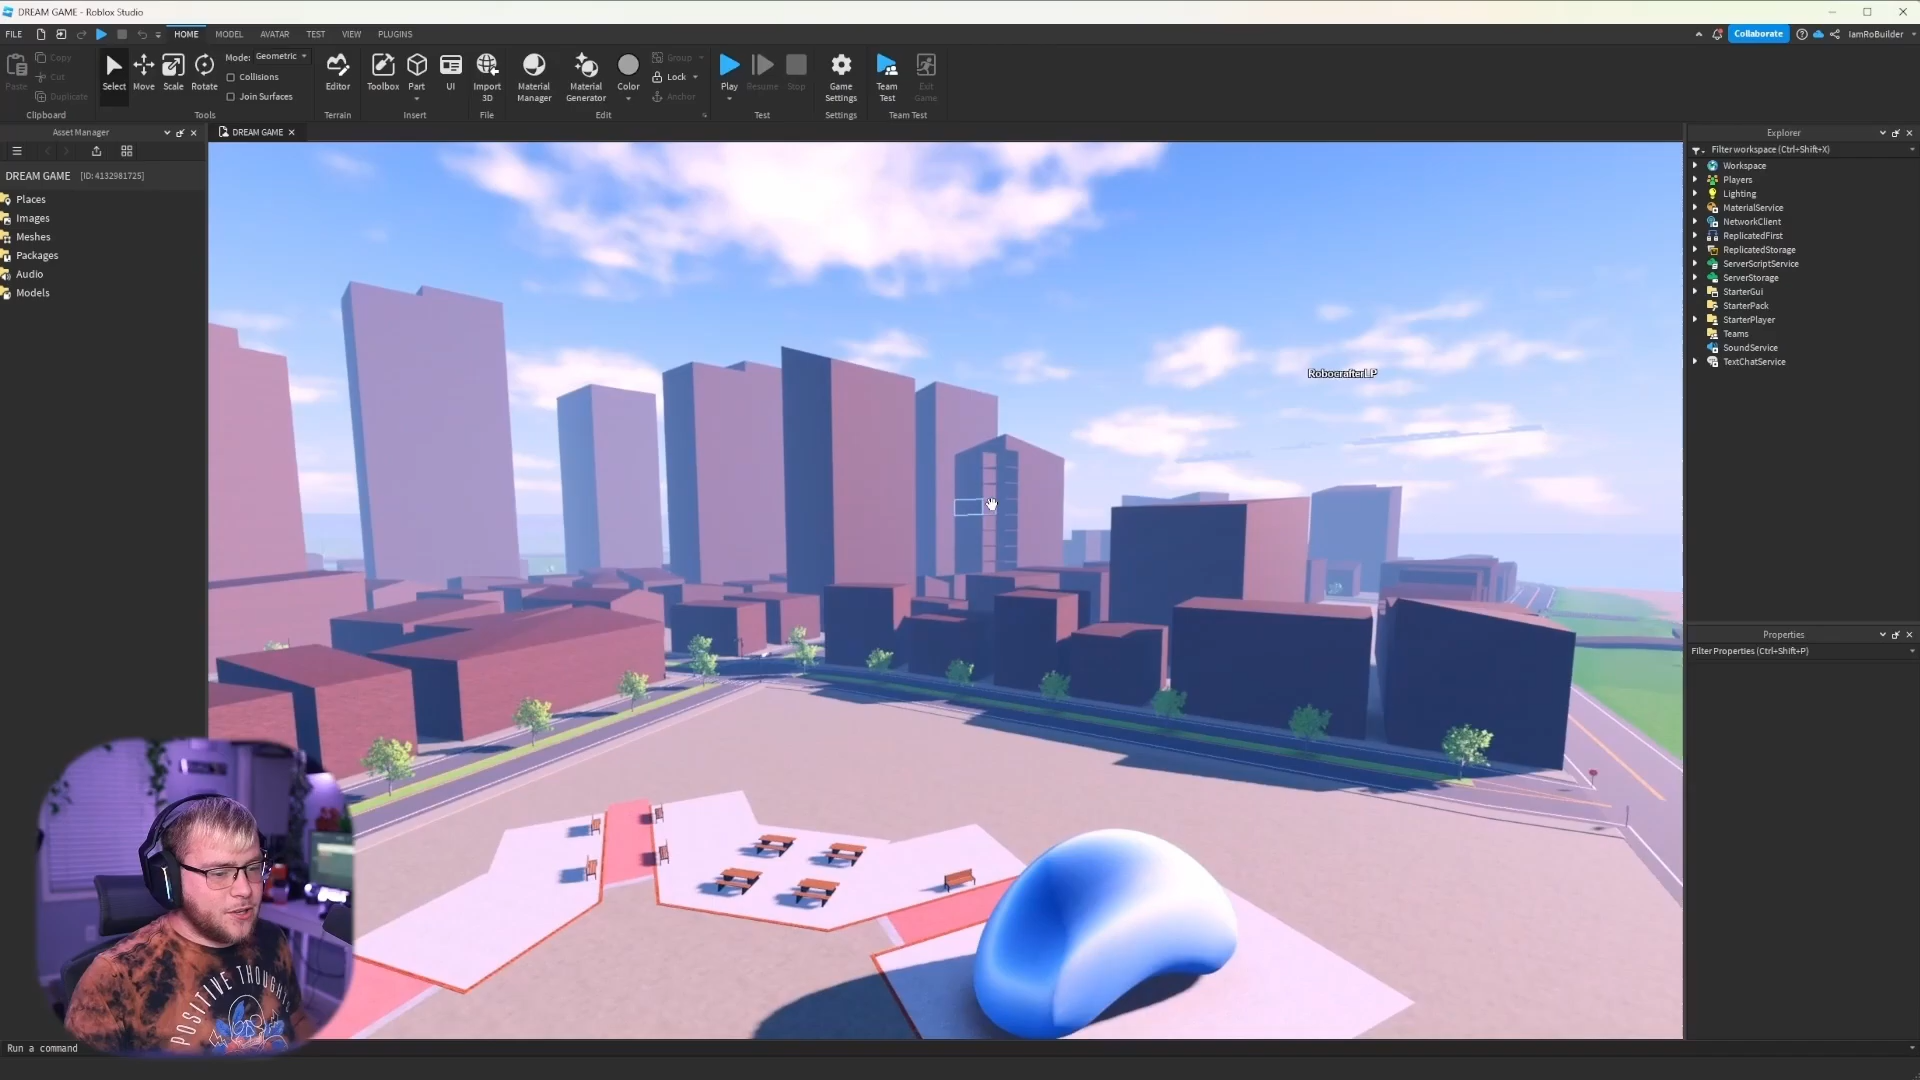 DREAM GAME - Roblox Studio
FILE HOME MODEL AVATAR TEST VIEW PLUGINS Collaborate IamRoBuilder
Paste Copy Cut Duplicate Clipboard
Select Move Scale Rotate Mode: Geometric Collisions Join Surfaces Tools
Editor Terrain
Toolbox Part UI Insert
Import 3D File
Material Manager Material Generator Color Group Lock Anchor Edit
Play Resume Stop Test
Game Settings Settings
Team Test Exit Game Team Test
Asset Manager
DREAM GAME [ID: 4132981725]
Places
Images
Meshes
Packages
Audio
Models
DREAM GAME
RobocrafterLP
POSITIVE THOUGHTS
Explorer
Filter workspace (Ctrl+Shift+X)
Workspace
Players
Lighting
MaterialService
NetworkClient
ReplicatedFirst
ReplicatedStorage
ServerScriptService
ServerStorage
StarterGui
StarterPack
StarterPlayer
Teams
SoundService
TextChatService
Properties
Filter Properties (Ctrl+Shift+P)
Run a command